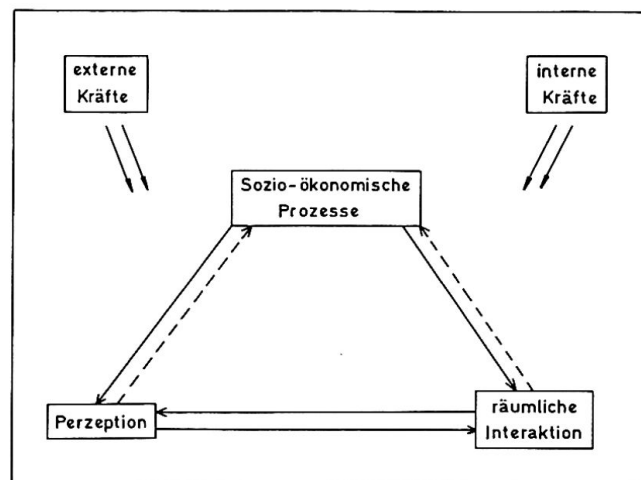 externe
Kräfte
interne
Kräfte
Sozio-ökonomische
Prozesse
Perzeption
räumliche
Interaktion